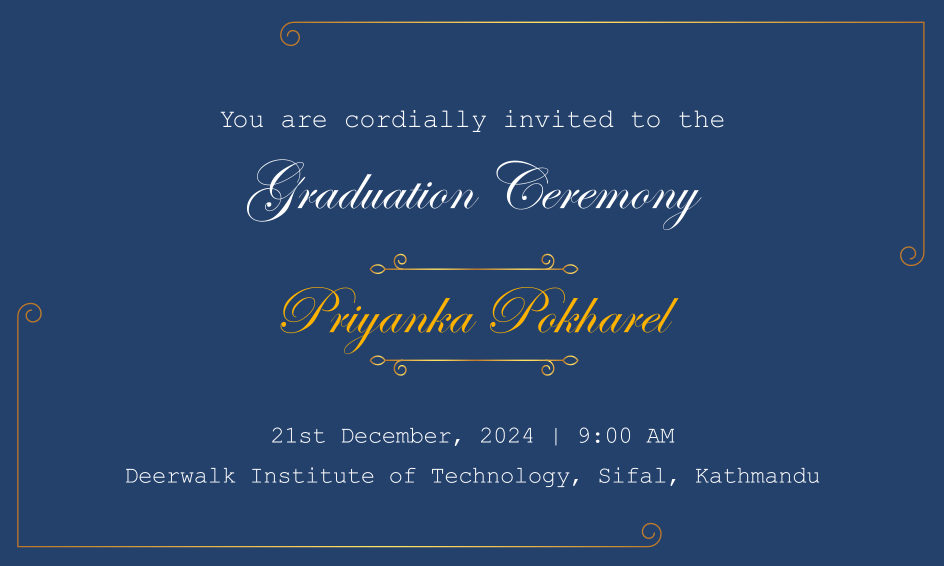 You are cordially invited to the
Graduation Ceremony
Priyanka Pokharel
21st December, 2024 | 9:00 AM
Deerwalk Institute of Technology, Sifal, Kathmandu